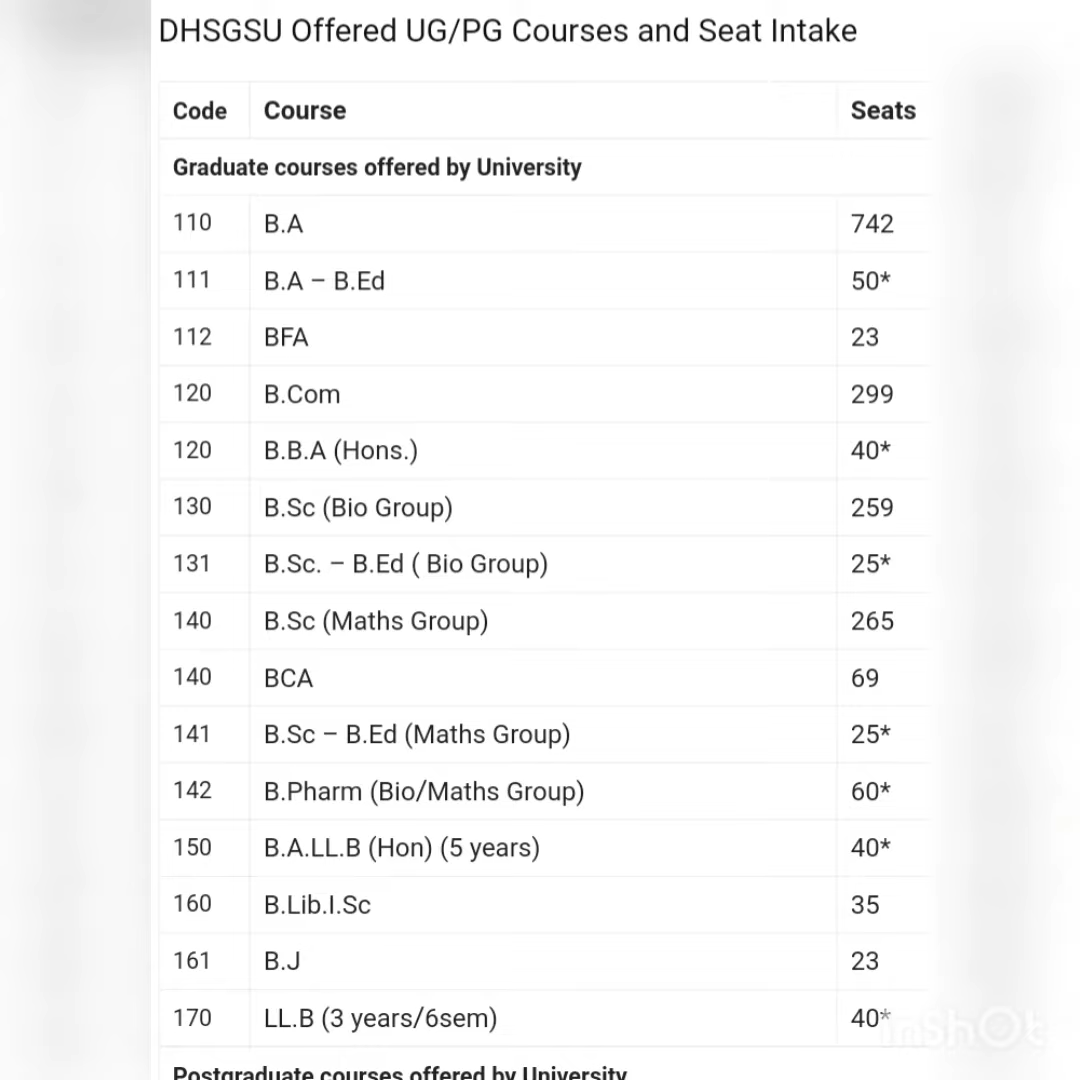 DHSGSU Offered UG/PG Courses and Seat Intake
Code Course Seats
Graduate courses offered by University
110 B.A 742
111 B.A – B.Ed 50*
112 BFA 23
120 B.Com 299
120 B.B.A (Hons.) 40*
130 B.Sc (Bio Group) 259
131 B.Sc. – B.Ed ( Bio Group) 25*
140 B.Sc (Maths Group) 265
140 BCA 69
141 B.Sc – B.Ed (Maths Group) 25*
142 B.Pharm (Bio/Maths Group) 60*
150 B.A.LL.B (Hon) (5 years) 40*
160 B.Lib.I.Sc 35
161 B.J 23
170 LL.B (3 years/6sem) 40*
InShOt
Postgraduate courses offered by University